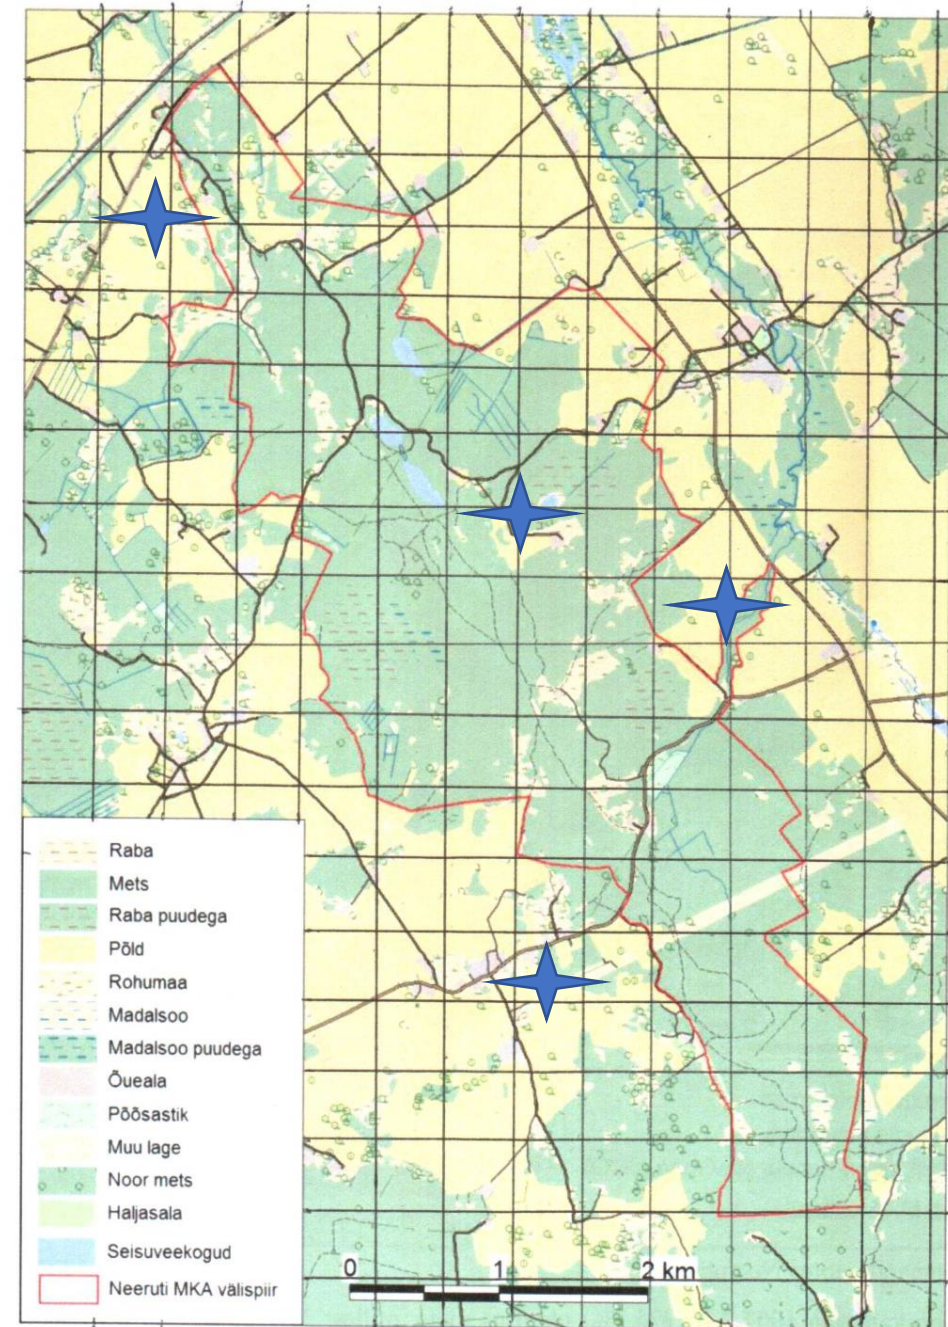 Raba
Mets
Raba puudega
Põld
Rohumaa
Madalsoo
Madalsoo puudega
Õueala
Põõsastik
Muu lage
Noor mets
Haljasala
Seisuveekogud
Neeruti MKA välispiir
0 1 2 km